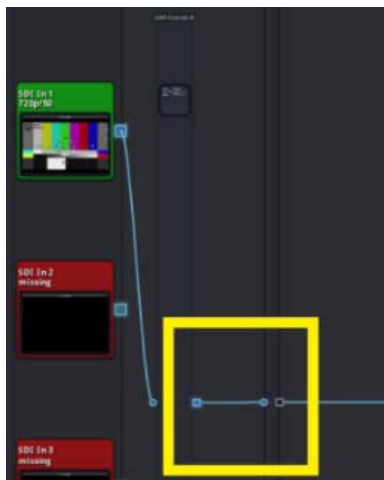 SDI In 1
720p/50
SDI In 2
missing
SDI In 3
missing